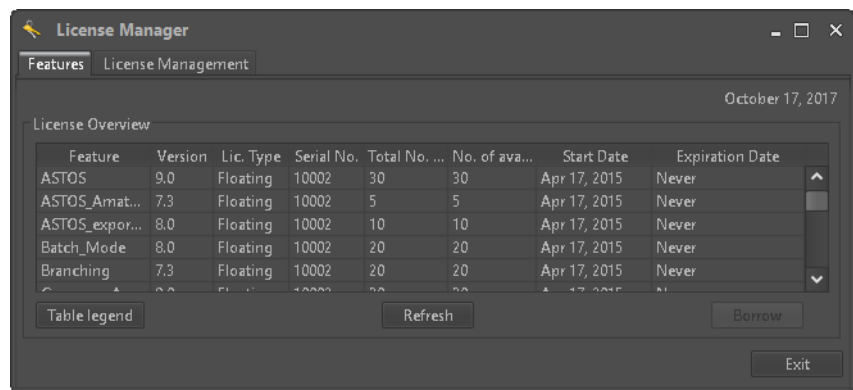 License Manager
Features License Management
October 17, 2017
License Overview
Feature Version Lic. Type Serial No. Total No. ... No. of ava... Start Date Expiration Date
ASTOS 9.0 Floating 10002 30 30 Apr 17, 2015 Never
ASTOS_Amat... 7.3 Floating 10002 5 5 Apr 17, 2015 Never
ASTOS_expor... 8.0 Floating 10002 10 10 Apr 17, 2015 Never
Batch_Mode 8.0 Floating 10002 20 20 Apr 17, 2015 Never
Branching 7.3 Floating 10002 20 20 Apr 17, 2015 Never
Table legend Refresh Borrow
Exit